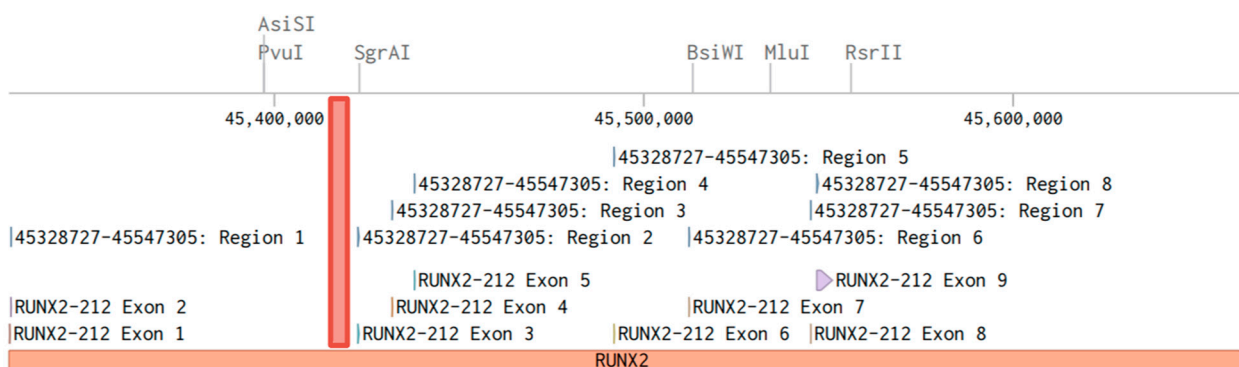 AsiSI
PvuI SgrAI BsiWI MluI RsrII
45,400,000 45,500,000 45,600,000
45328727-45547305: Region 5
45328727-45547305: Region 4 45328727-45547305: Region 8
45328727-45547305: Region 3 45328727-45547305: Region 7
45328727-45547305: Region 1 45328727-45547305: Region 2 45328727-45547305: Region 6
RUNX2-212 Exon 5 RUNX2-212 Exon 9
RUNX2-212 Exon 2 RUNX2-212 Exon 4 RUNX2-212 Exon 7
RUNX2-212 Exon 1 RUNX2-212 Exon 3 RUNX2-212 Exon 6 RUNX2-212 Exon 8
RUNX2